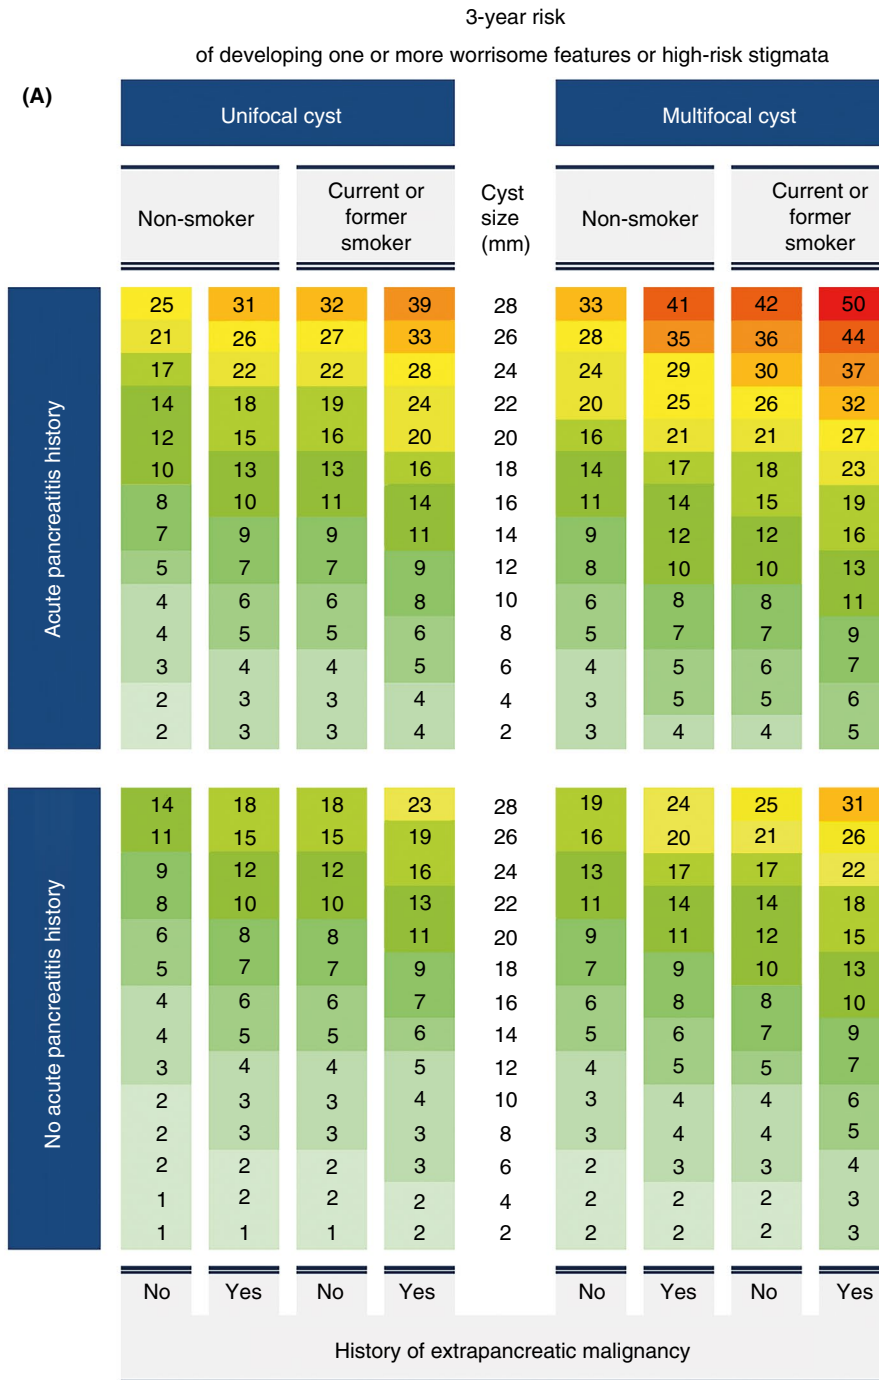 3-year risk
of developing one or more worrisome features or high-risk stigmata
(A)
Unifocal cyst
Multifocal cyst
Non-smoker
Current or
former
smoker
Cyst
size
(mm)
Non-smoker
Current or
former
smoker
Acute pancreatitis history
25 31 32 39 28 33 41 42 50
21 26 27 33 26 28 35 36 44
17 22 22 28 24 24 29 30 37
14 18 19 24 22 20 25 26 32
12 15 16 20 20 16 21 21 27
10 13 13 16 18 14 17 18 23
8 10 11 14 16 11 14 15 19
7 9 9 11 14 9 12 12 16
5 7 7 9 12 8 10 10 13
4 6 6 8 10 6 8 8 11
4 5 5 6 8 5 7 7 9
3 4 4 5 6 4 5 6 7
2 3 3 4 4 3 5 5 6
2 3 3 4 2 3 4 4 5
No acute pancreatitis history
14 18 18 23 28 19 24 25 31
11 15 15 19 26 16 20 21 26
9 12 12 16 24 13 17 17 22
8 10 10 13 22 11 14 14 18
6 8 8 11 20 9 11 12 15
5 7 7 9 18 7 9 10 13
4 6 6 7 16 6 8 8 10
4 5 5 6 14 5 6 7 9
3 4 4 5 12 4 5 5 7
2 3 3 4 10 3 4 4 6
2 3 3 3 8 3 4 4 5
2 2 2 3 6 2 3 3 4
1 2 2 2 4 2 2 2 3
1 1 1 2 2 2 2 2 3
No Yes No Yes No Yes No Yes
History of extrapancreatic malignancy